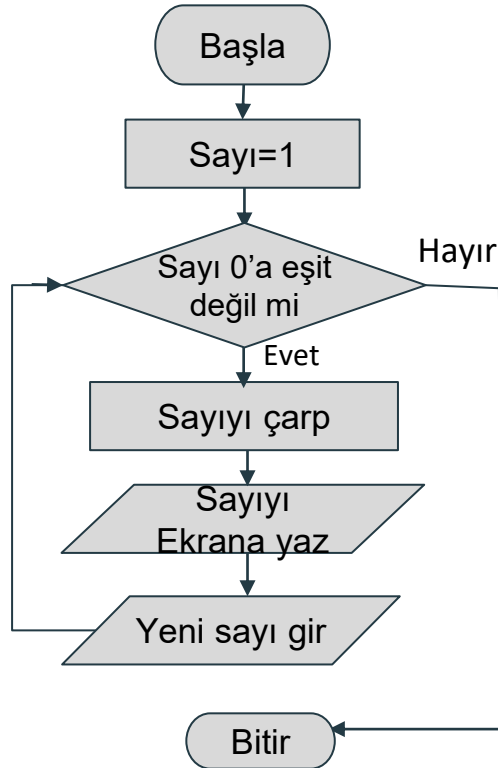 Başla
Sayı=1
Sayı 0’a eşit
değil mi
Hayır
Evet
Sayıyı çarp
Sayıyı
Ekrana yaz
Yeni sayı gir
Bitir